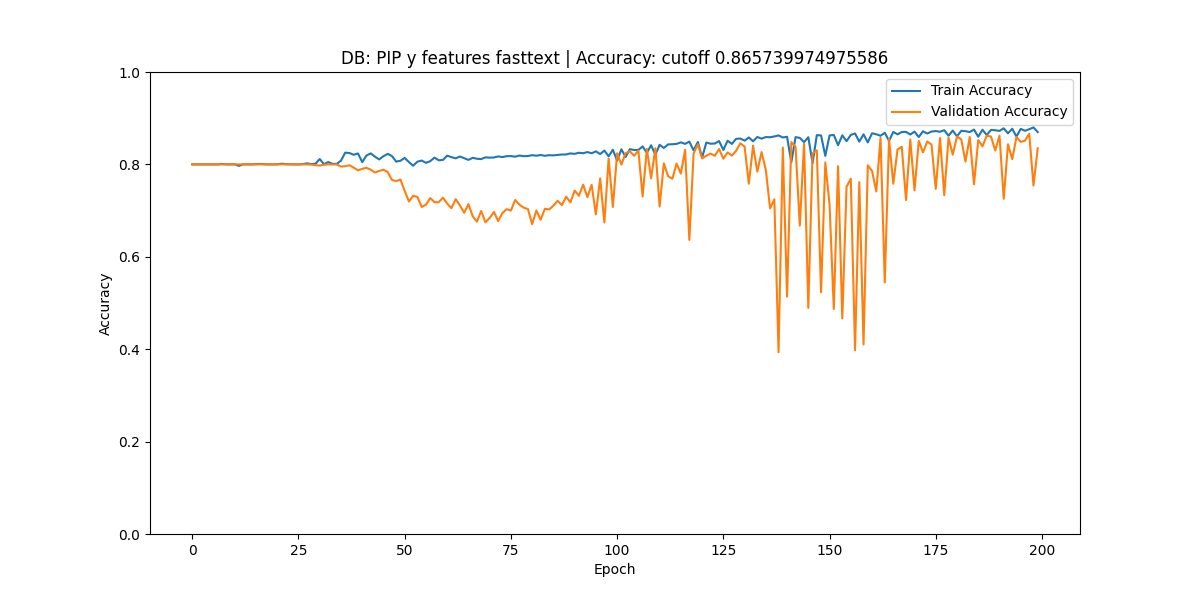 DB: PIP y features fasttext | Accuracy: cutoff 0.865739974975586
Train Accuracy
Validation Accuracy
1.0
0.8
0.6
0.4
0.2
0.0
Accuracy
0 25 50 75 100 125 150 175 200
Epoch